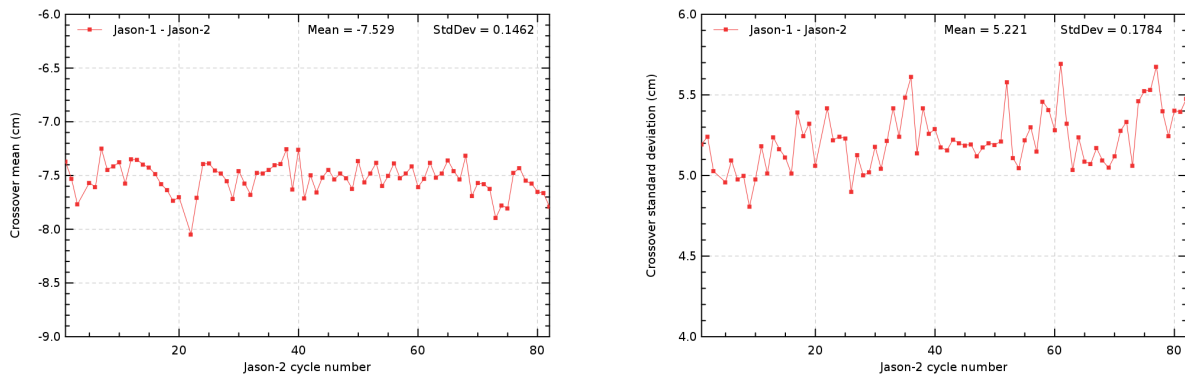 Jason-1 - Jason-2 Mean = -7.529 StdDev = 0.1462
-6.0
-6.5
-7.0
-7.5
-8.0
-8.5
-9.0
Crossover mean (cm)
20 40 60 80
Jason-2 cycle number
Jason-1 - Jason-2 Mean = 5.221 StdDev = 0.1784
6.0
5.5
5.0
4.5
4.0
Crossover standard deviation (cm)
20 40 60 80
Jason-2 cycle number